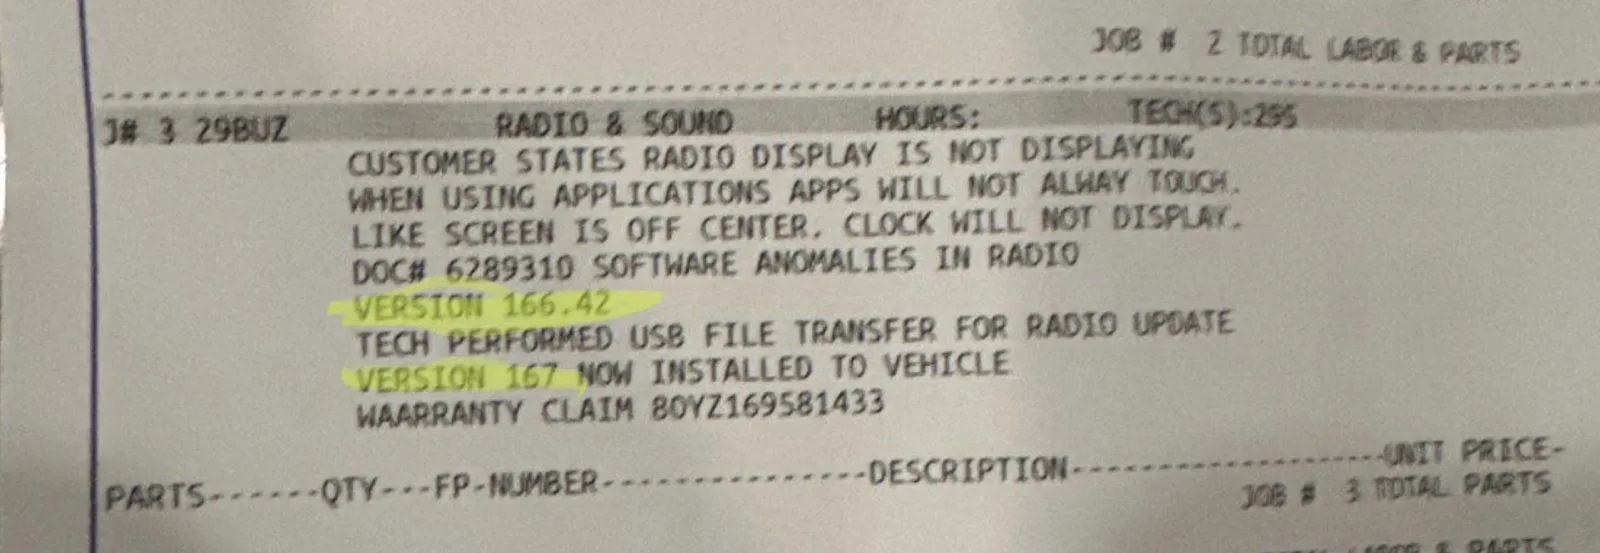 JOB # 2 TOTAL LABOR & PARTS
J# 3 29BUZ RADIO & SOUND HOURS: TECH(S):295
CUSTOMER STATES RADIO DISPLAY IS NOT DISPLAYING
WHEN USING APPLICATIONS APPS WILL NOT ALWAY TOUCH.
LIKE SCREEN IS OFF CENTER. CLOCK WILL NOT DISPLAY.
DOC# 6289310 SOFTWARE ANOMALIES IN RADIO
VERSION 166.42
TECH PERFORMED USB FILE TRANSFER FOR RADIO UPDATE
VERSION 167 NOW INSTALLED TO VEHICLE
WAARRANTY CLAIM 80YZ169581433
PARTS------QTY---FP-NUMBER---------------DESCRIPTION--------------------UNIT PRICE-
JOB # 3 TOTAL PARTS
& PARTS